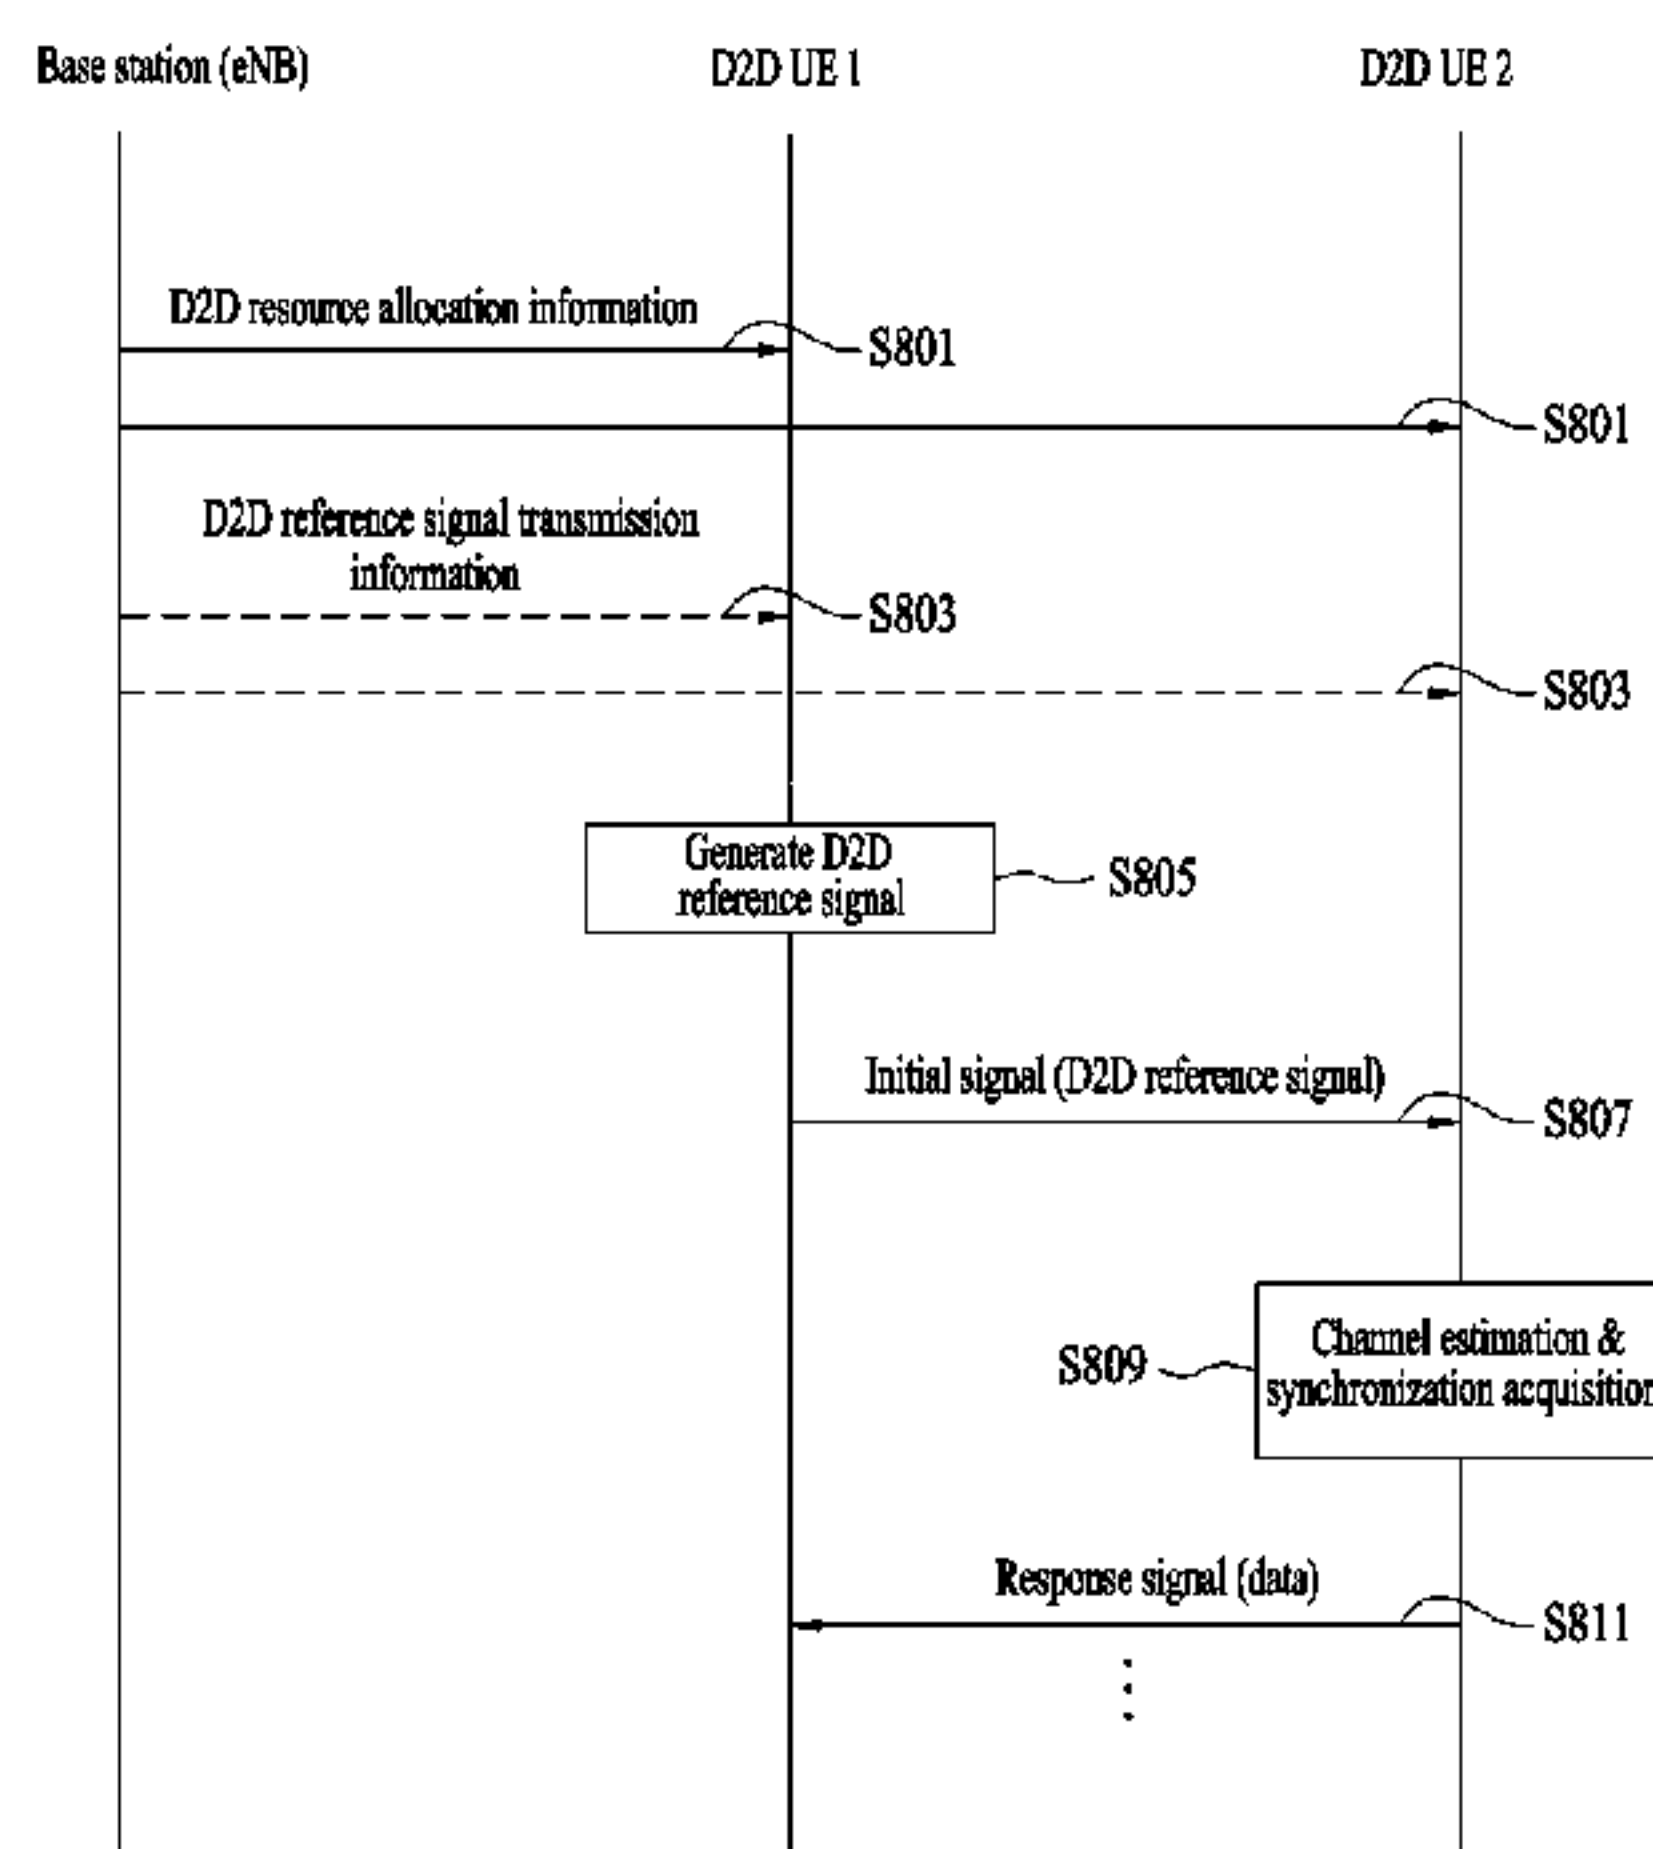 Base station (eNB)
D2D UE 1
D2D UE 2
D2D resource allocation information
S801
S801
D2D reference signal transmission
information
S803
S803
Generate D2D
reference signal
S805
Initial signal (D2D reference signal)
S807
Channel estimation &
synchronization acquisition
S809
Response signal (data)
S811